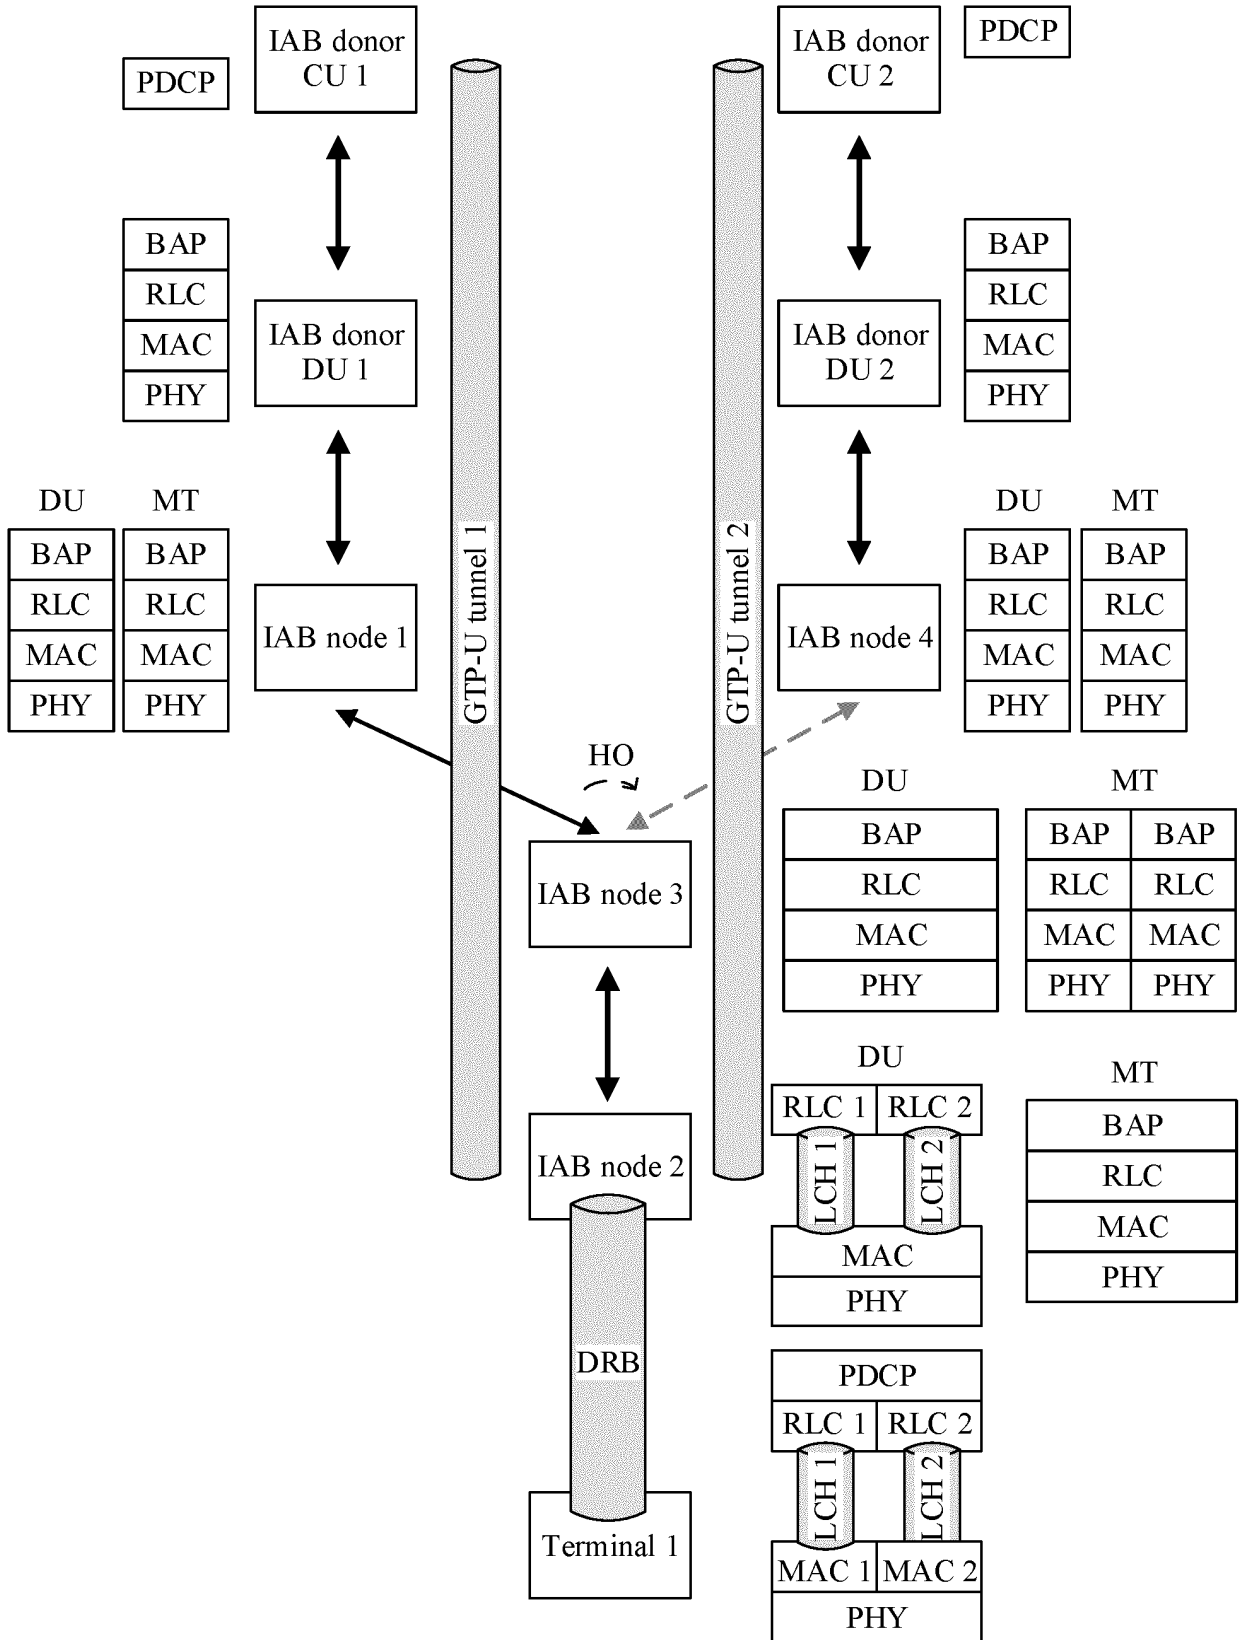 IAB donor
CU 1
PDCP
IAB donor
CU 2
PDCP
BAP
RLC
MAC
PHY
IAB donor
DU 1
IAB donor
DU 2
BAP
RLC
MAC
PHY
DU
MT
BAP
RLC
MAC
PHY
BAP
RLC
MAC
PHY
IAB node 1
GTP-U tunnel 1
GTP-U tunnel 2
IAB node 4
DU
MT
BAP
RLC
MAC
PHY
BAP
RLC
MAC
PHY
HO
IAB node 3
DU
BAP
RLC
MAC
PHY
MT
BAP
BAP
RLC
RLC
MAC
MAC
PHY
PHY
IAB node 2
DU
RLC 1
RLC 2
LCH 1
LCH 2
MAC
PHY
MT
BAP
RLC
MAC
PHY
DRB
Terminal 1
PDCP
RLC 1
RLC 2
LCH 1
LCH 2
MAC 1
MAC 2
PHY